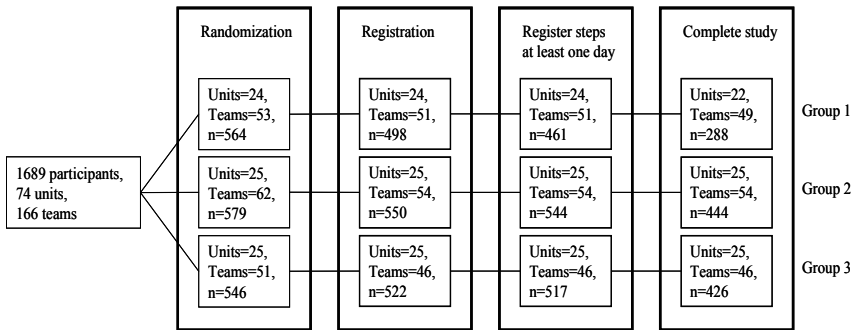 Randomization
Registration
Register steps
at least one day
Complete study
1689 participants,
74 units,
166 teams
Units=24,
Teams=53,
n=564
Units=24,
Teams=51,
n=498
Units=24,
Teams=51,
n=461
Units=22,
Teams=49,
n=288
Group 1
Units=25,
Teams=62,
n=579
Units=25,
Teams=54,
n=550
Units=25,
Teams=54,
n=544
Units=25,
Teams=54,
n=444
Group 2
Units=25,
Teams=51,
n=546
Units=25,
Teams=46,
n=522
Units=25,
Teams=46,
n=517
Units=25,
Teams=46,
n=426
Group 3